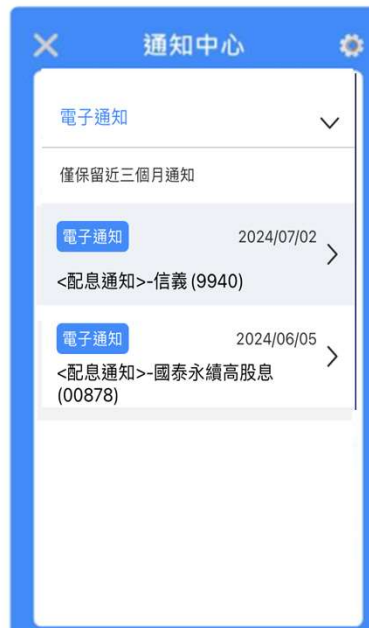 通知中心
電子通知
僅保留近三個月通知
電子通知 2024/07/02
<配息通知>-信義 (9940)
電子通知 2024/06/05
<配息通知>-國泰永續高股息
(00878)